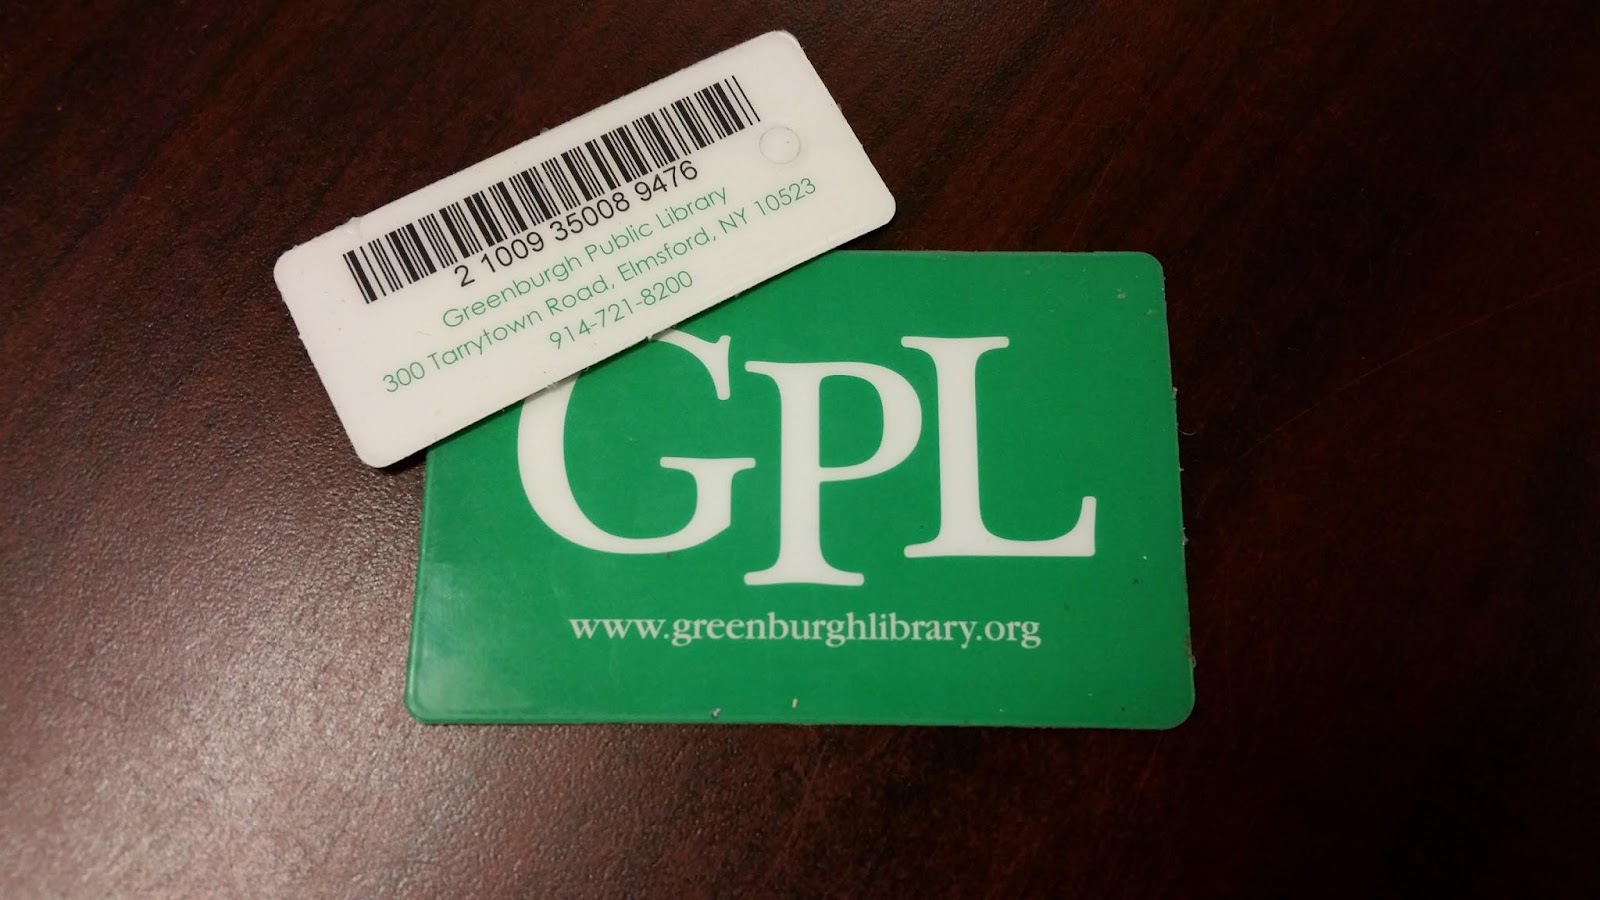 2 1009 35008 9476
Greenburgh Public Library
300 Tarrytown Road, Elmsford, NY 10523
914-721-8200
GPL
www.greenburghlibrary.org